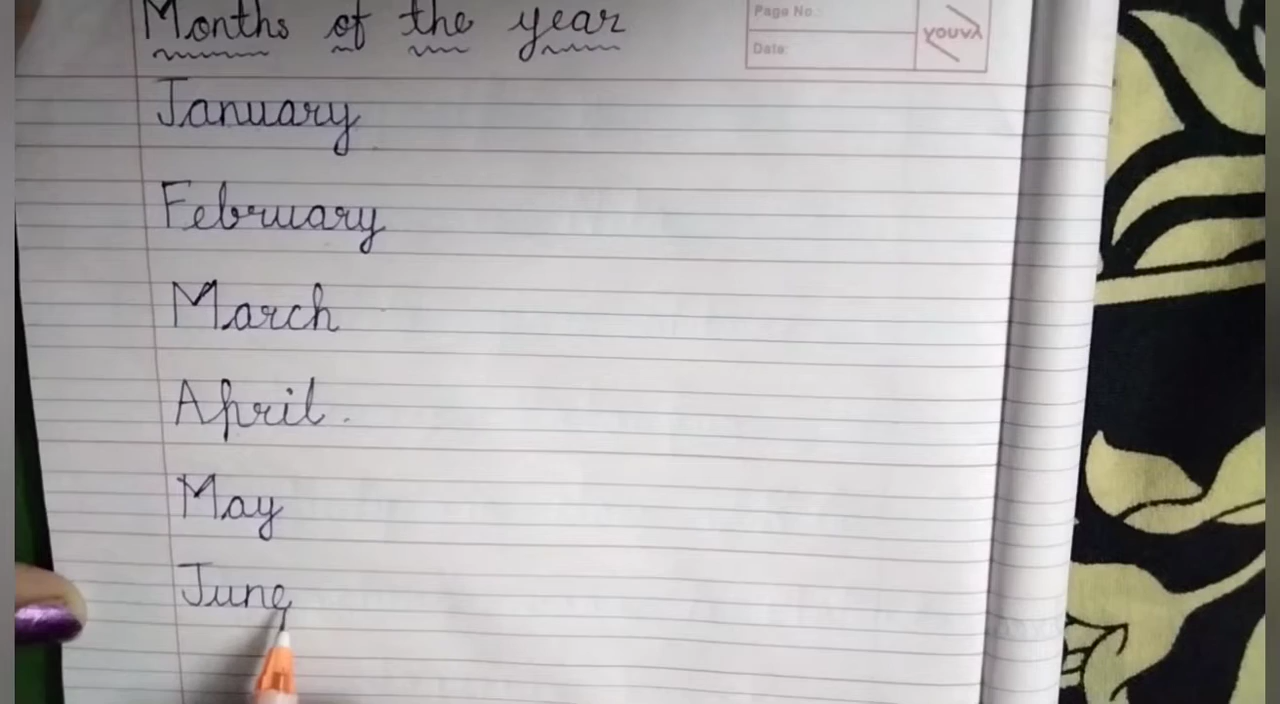 Months of the year
Page No.:
Date:
youva
January
February
March
April.
May
June